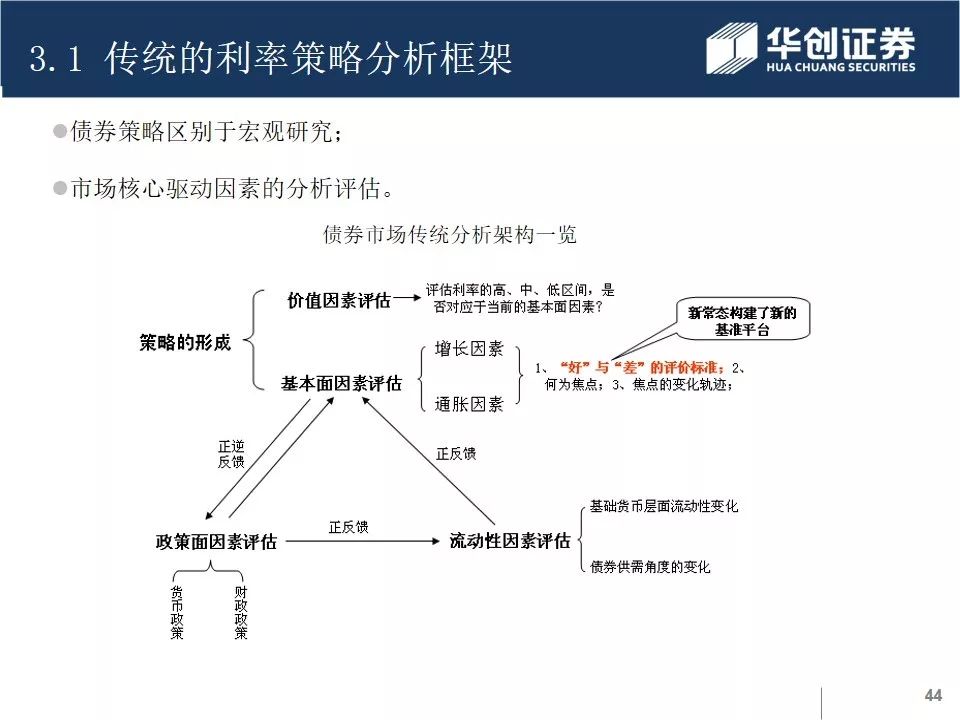 3.1 传统的利率策略分析框架
华创证券
HUA CHUANG SECURITIES
债券策略区别于宏观研究；
市场核心驱动因素的分析评估。
债券市场传统分析架构一览
策略的形成
价值因素评估
评估利率的高、中、低区间，是
否对应于当前的基本面因素？
新常态构建了新的
基准平台
基本面因素评估
增长因素
通胀因素
1、“好”与“差”的评价标准；2、
何为焦点；3、焦点的变化轨迹；
正逆
反馈
正反馈
政策面因素评估
正反馈
流动性因素评估
基础货币层面流动性变化
债券供需角度的变化
货币政策
财政政策
44